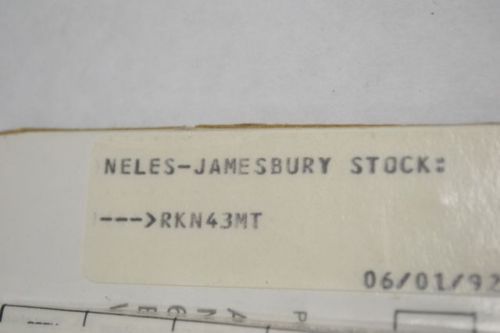 NELES-JAMESBURY STOCK:
--->RKN43MT
06/01/92